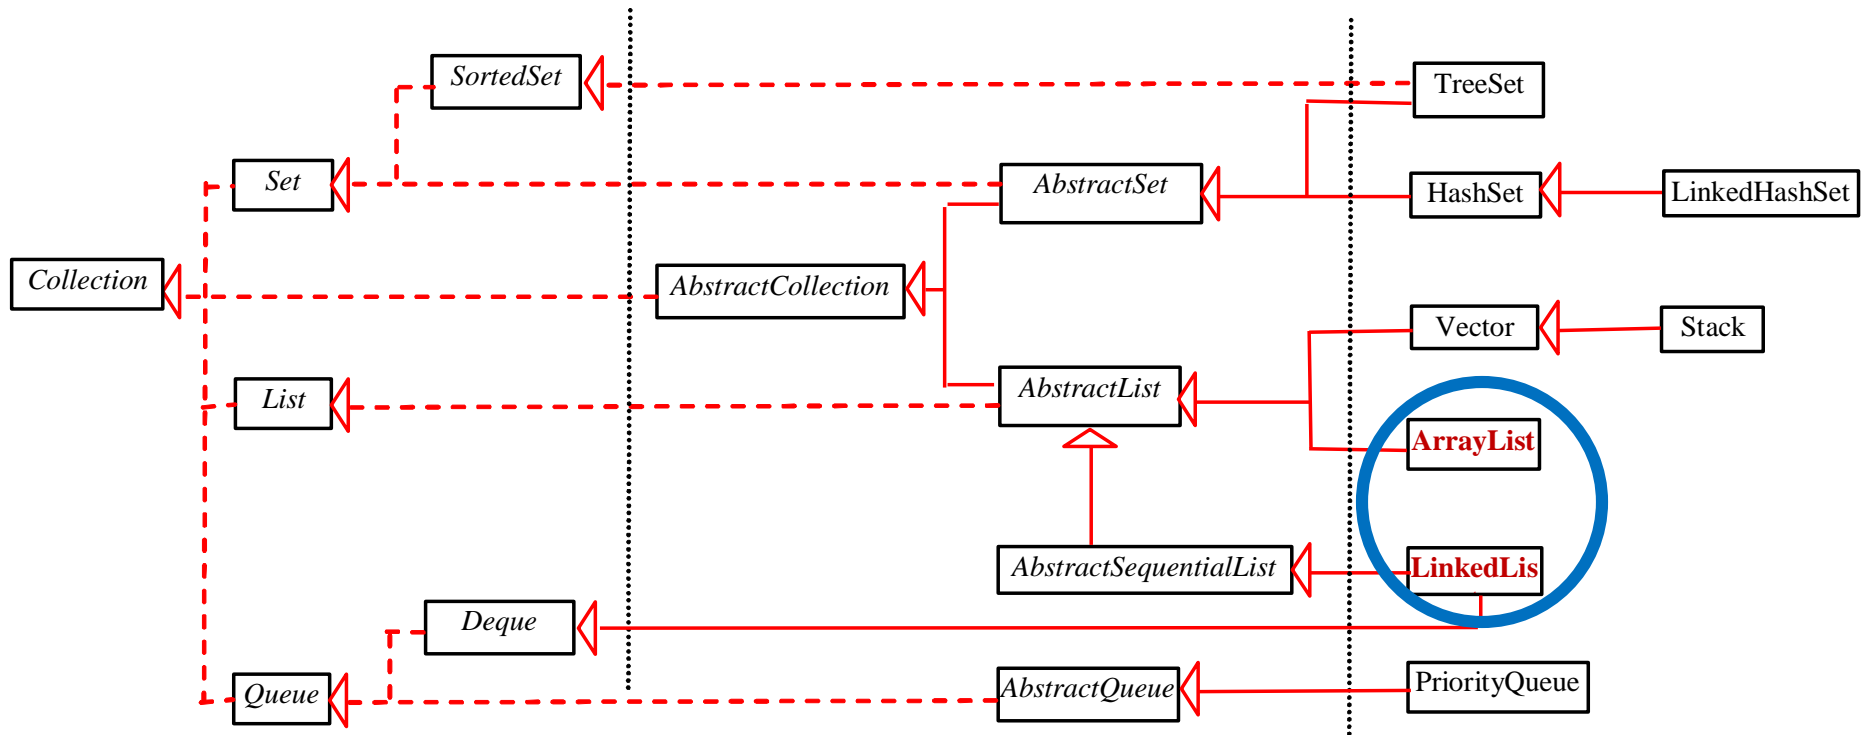 SortedSet
TreeSet
Set
AbstractSet
HashSet
LinkedHashSet
Collection
AbstractCollection
Vector
Stack
List
AbstractList
ArrayList
AbstractSequentialList
LinkedLis
Deque
Queue
AbstractQueue
PriorityQueue